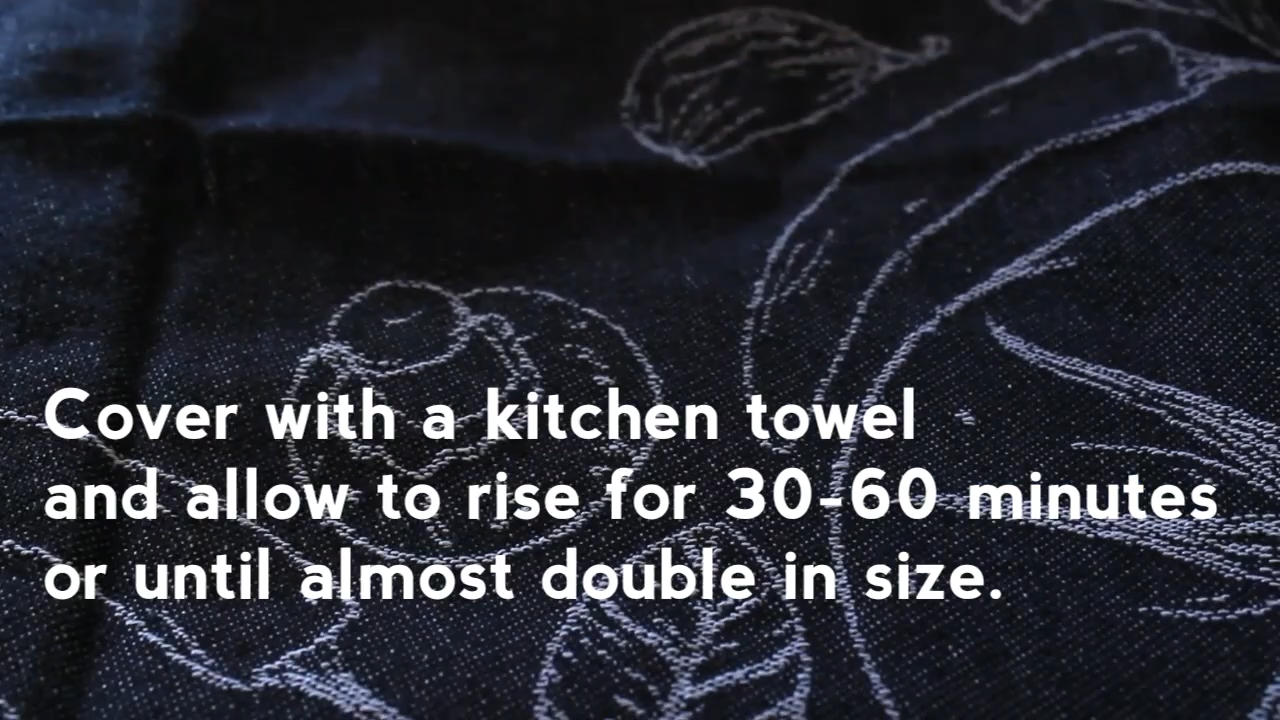 Cover with a kitchen towel
and allow to rise for 30-60 minutes
or until almost double in size.